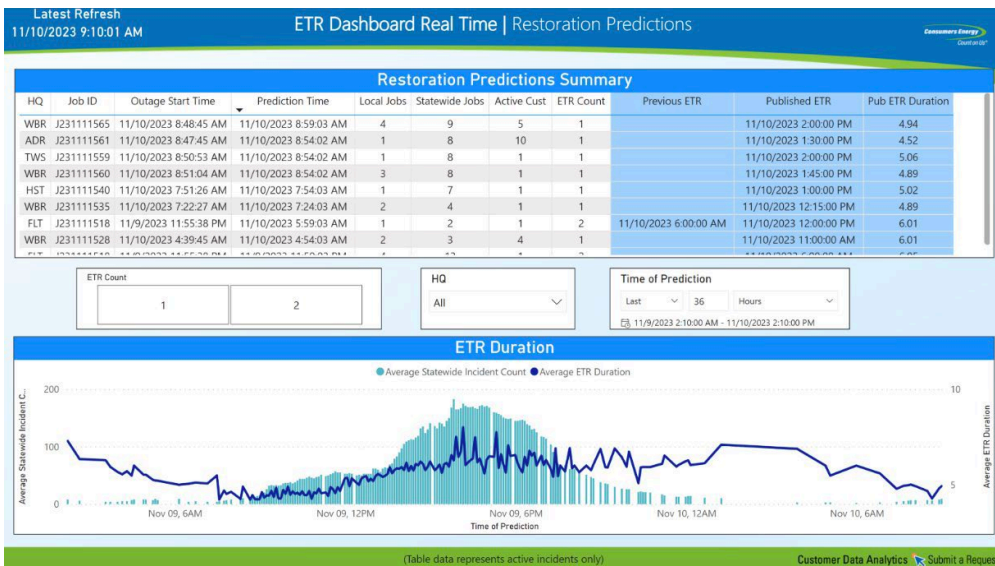 Latest Refresh
11/10/2023 9:10:01 AM
ETR Dashboard Real Time | Restoration Predictions
Consumers Energy
Count on Us®
Restoration Predictions Summary
HQ Job ID Outage Start Time Prediction Time Local Jobs Statewide Jobs Active Cust ETR Count Previous ETR Published ETR Pub ETR Duration
WBR J231111565 11/10/2023 8:48:45 AM 11/10/2023 8:59:03 AM 4 9 5 1 11/10/2023 2:00:00 PM 4.94
ADR J231111561 11/10/2023 8:47:45 AM 11/10/2023 8:54:02 AM 1 8 10 1 11/10/2023 1:30:00 PM 4.52
TWS J231111559 11/10/2023 8:50:53 AM 11/10/2023 8:54:02 AM 1 8 1 1 11/10/2023 2:00:00 PM 5.06
WBR J231111560 11/10/2023 8:51:04 AM 11/10/2023 8:54:02 AM 3 8 1 1 11/10/2023 1:45:00 PM 4.89
HST J231111540 11/10/2023 7:51:26 AM 11/10/2023 7:54:03 AM 1 7 1 1 11/10/2023 1:00:00 PM 5.02
WBR J231111535 11/10/2023 7:22:27 AM 11/10/2023 7:24:03 AM 2 4 1 1 11/10/2023 12:15:00 PM 4.89
FLT J231111518 11/9/2023 11:55:38 PM 11/10/2023 5:59:03 AM 1 2 1 2 11/10/2023 6:00:00 AM 11/10/2023 12:00:00 PM 6.01
WBR J231111528 11/10/2023 4:39:45 AM 11/10/2023 4:54:03 AM 2 3 4 1 11/10/2023 11:00:00 AM 6.01
ETR Count
1 2
HQ
All
Time of Prediction
Last 36 Hours
11/9/2023 2:10:00 AM - 11/10/2023 2:10:00 PM
ETR Duration
Average Statewide Incident Count Average ETR Duration
Average Statewide Incident C...
200
100
0
10
5
Average ETR Duration
Nov 09, 6AM Nov 09, 12PM Nov 09, 6PM Nov 10, 12AM Nov 10, 6AM
Time of Prediction
(Table data represents active incidents only)
Customer Data Analytics Submit a Reques